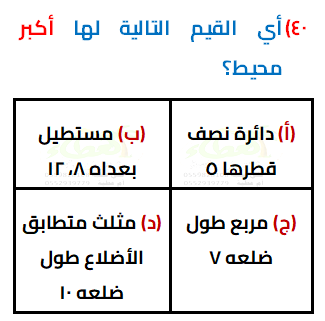 ٤٠) أي القيم التالية لها أكبر
محيط؟
(أ) دائرة نصف
قطرها ٥
(ب) مستطيل
بعداه ٨، ١٢
(ج) مربع طول
ضلعه ٧
(د) مثلث متطابق
الأضلاع طول
ضلعه ١٠